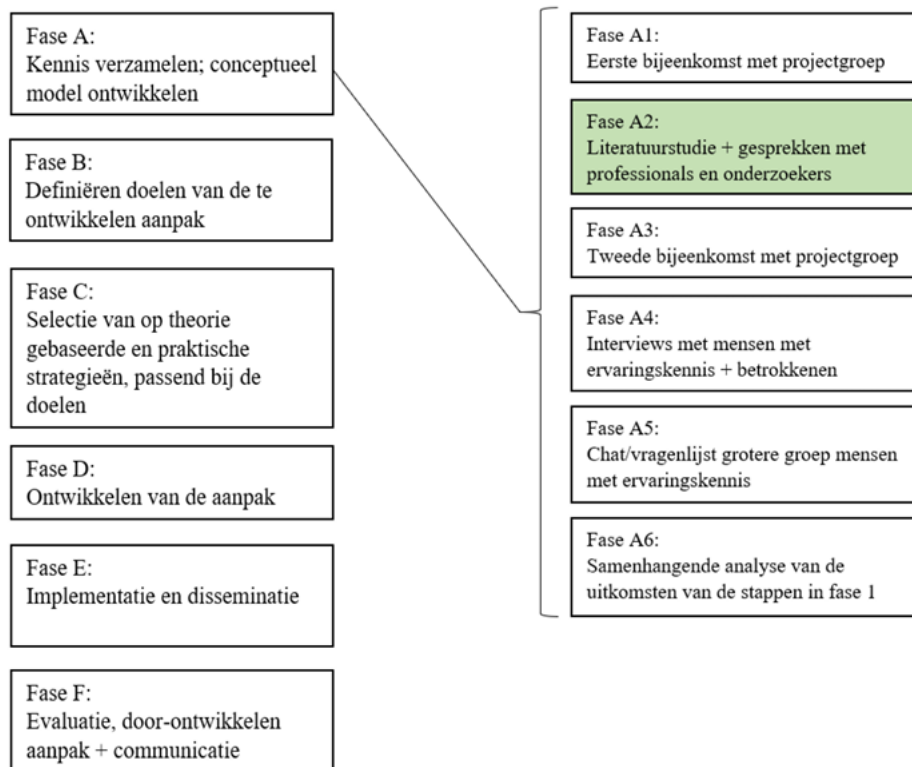 Fase A:
Kennis verzamelen; conceptueel
model ontwikkelen
Fase B:
Definiëren doelen van de te
ontwikkelen aanpak
Fase C:
Selectie van op theorie
gebaseerde en praktische
strategieën, passend bij de
doelen
Fase D:
Ontwikkelen van de aanpak
Fase E:
Implementatie en disseminatie
Fase F:
Evaluatie, door-ontwikkelen
aanpak + communicatie
Fase A1:
Eerste bijeenkomst met projectgroep
Fase A2:
Literatuurstudie + gesprekken met
professionals en onderzoekers
Fase A3:
Tweede bijeenkomst met projectgroep
Fase A4:
Interviews met mensen met
ervaringskennis + betrokkenen
Fase A5:
Chat/vragenlijst grotere groep mensen
met ervaringskennis
Fase A6:
Samenhangende analyse van de
uitkomsten van de stappen in fase 1